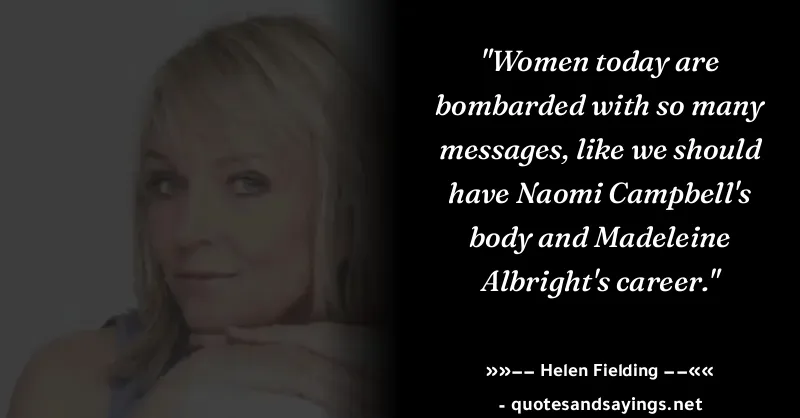 "Women today are
bombarded with so many
messages, like we should
have Naomi Campbell's
body and Madeleine
Albright's career."
»»−− Helen Fielding −−««
- quotesandsayings.net